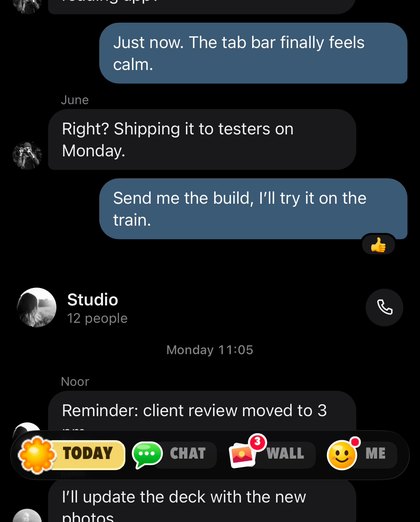 Just now. The tab bar finally feels
calm.
June
Right? Shipping it to testers on
Monday.
Send me the build, I’ll try it on the
train.
Studio
12 people
Monday 11:05
Noor
Reminder: client review moved to 3
TODAY
CHAT
3
WALL
ME
I’ll update the deck with the new
photos